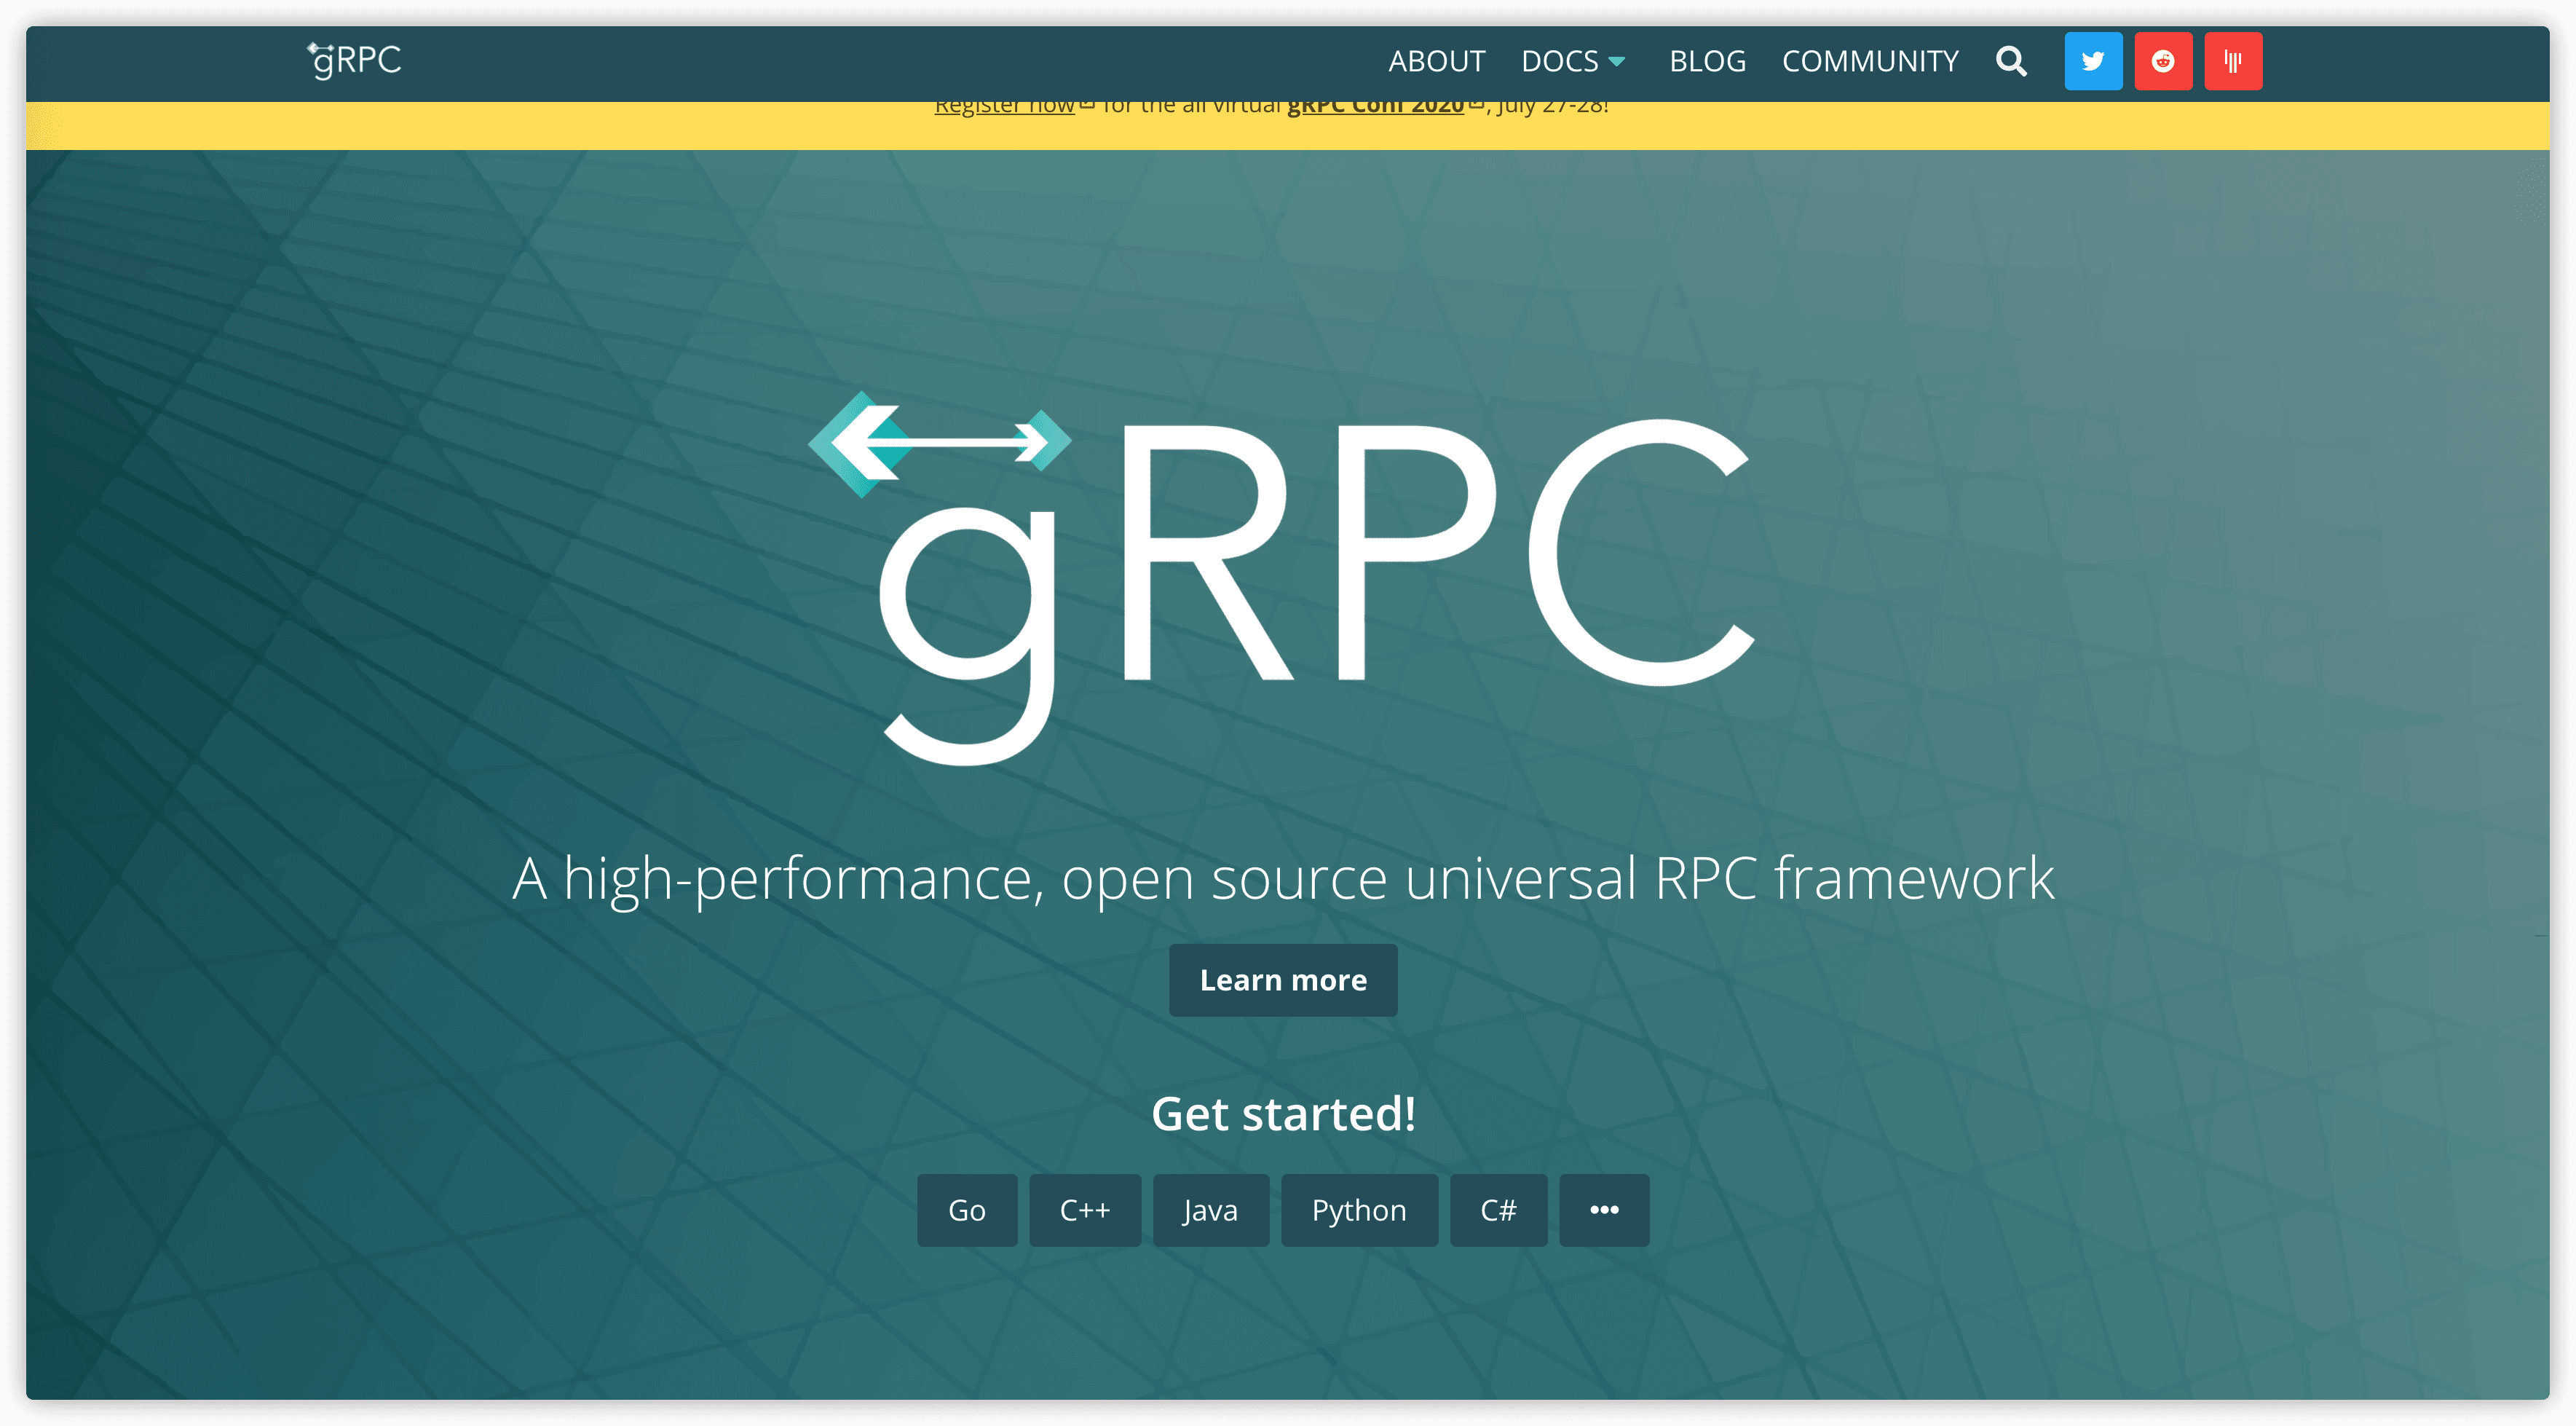 gRPC
ABOUT DOCS BLOG COMMUNITY
Register now for the all virtual gRPC Conf 2020, July 27-28!
gRPC
A high-performance, open source universal RPC framework
Learn more
Get started!
Go C++ Java Python C# •••